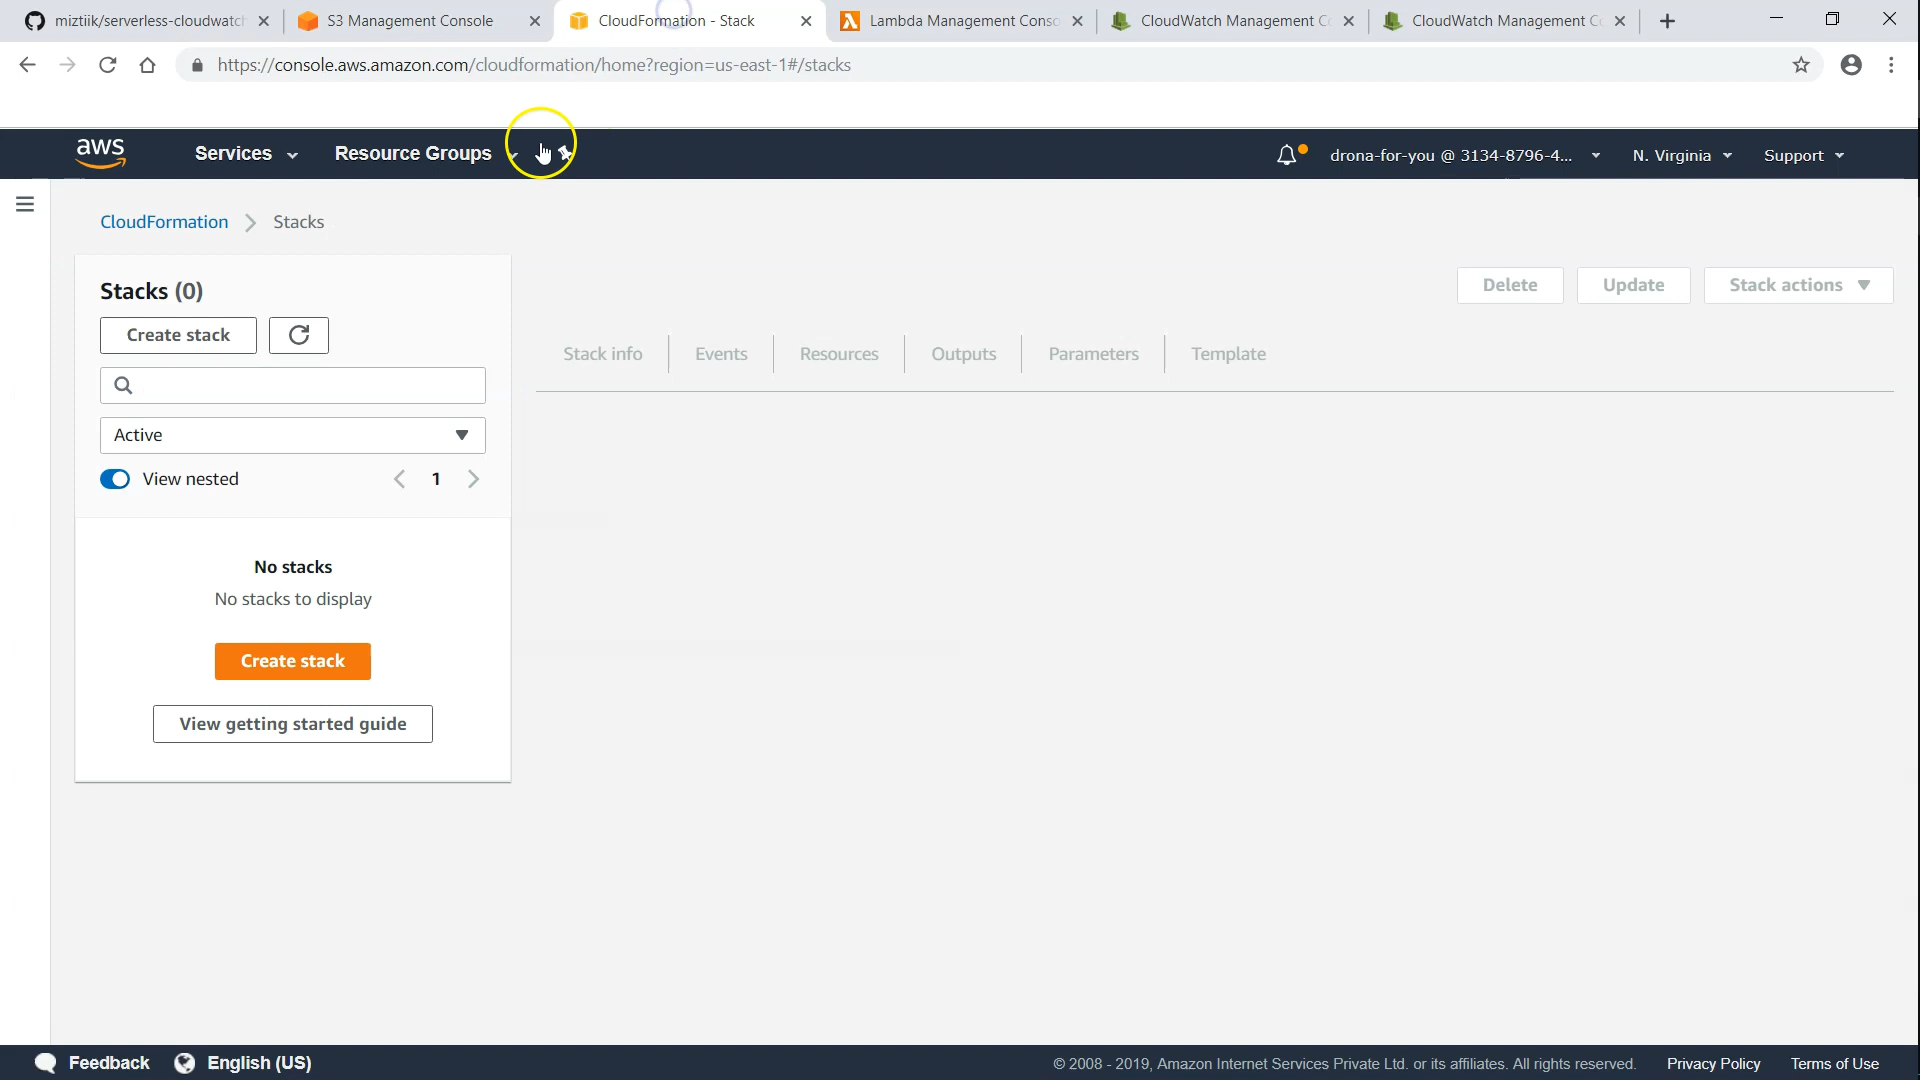 miztiik/serverless-cloudwatch
S3 Management Console
CloudFormation - Stack
Lambda Management Conso
CloudWatch Management C
CloudWatch Management C
https://console.aws.amazon.com/cloudformation/home?region=us-east-1#/stacks
aws
Services
Resource Groups
drona-for-you @ 3134-8796-4...
N. Virginia
Support
CloudFormation
Stacks
Stacks (0)
Create stack
Delete
Update
Stack actions
Stack info
Events
Resources
Outputs
Parameters
Template
Active
View nested
1
No stacks
No stacks to display
Create stack
View getting started guide
Feedback
English (US)
© 2008 - 2019, Amazon Internet Services Private Ltd. or its affiliates. All rights reserved.
Privacy Policy
Terms of Use